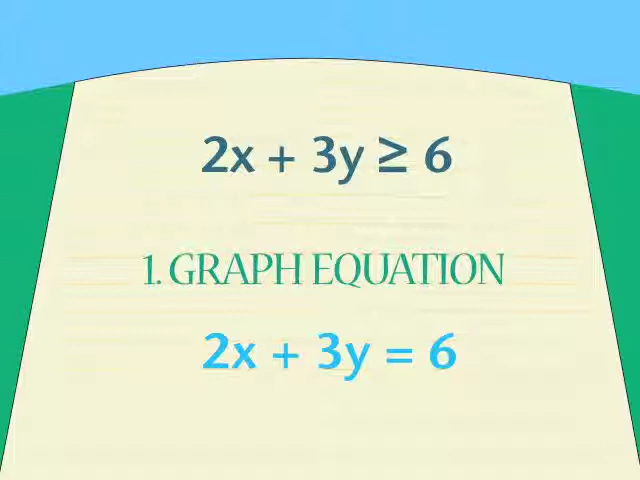 2x + 3y ≥ 6
1. GRAPH EQUATION
2x + 3y = 6